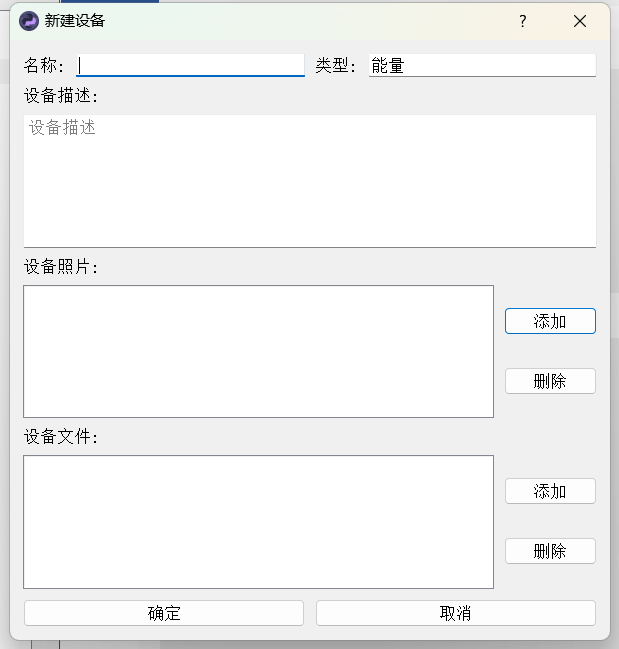 新建设备 ?
名称: 类型: 能量
设备描述:
设备描述
设备照片:
添加
删除
设备文件:
添加
删除
确定 取消